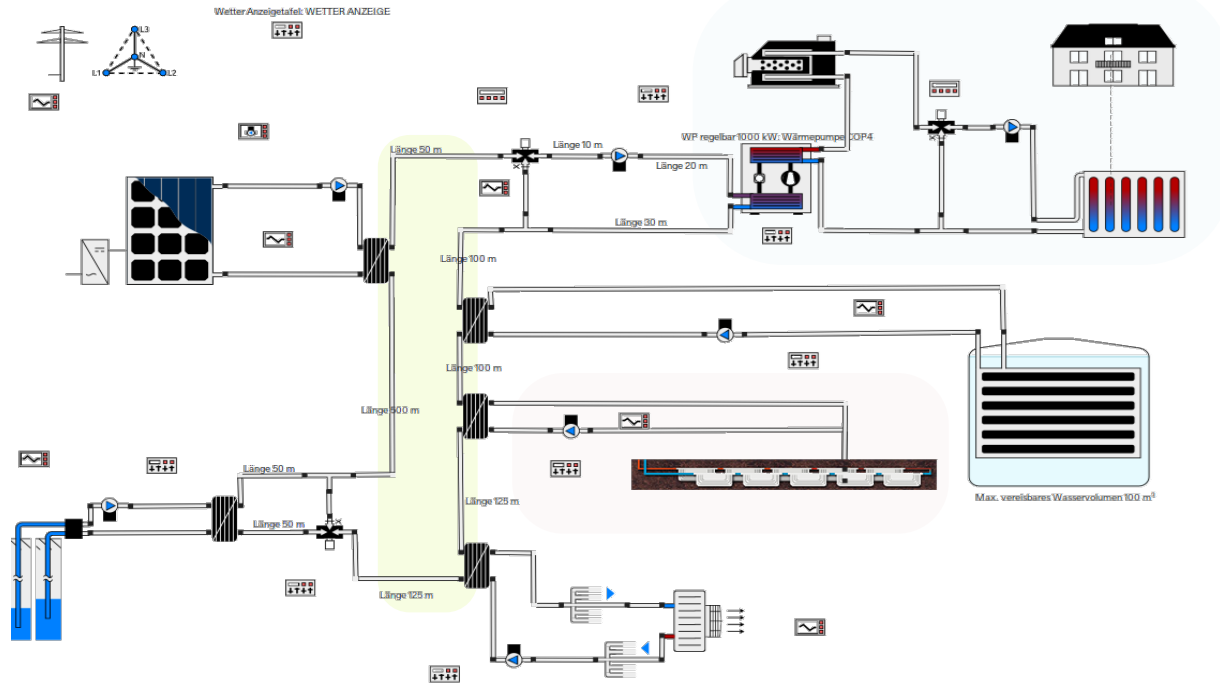 Wetter Anzeigetafel: WETTER ANZEIGE
L3
N
L1
L2
WP regelbar 1000 kW: Wärmepumpe COP4
Länge 50 m
Länge 10 m
Länge 20 m
Länge 30 m
Länge 100 m
Länge 100 m
Länge 500 m
Länge 50 m
Länge 125 m
Max. vereisbares Wasservolumen 100 m³
Länge 50 m
Länge 125 m